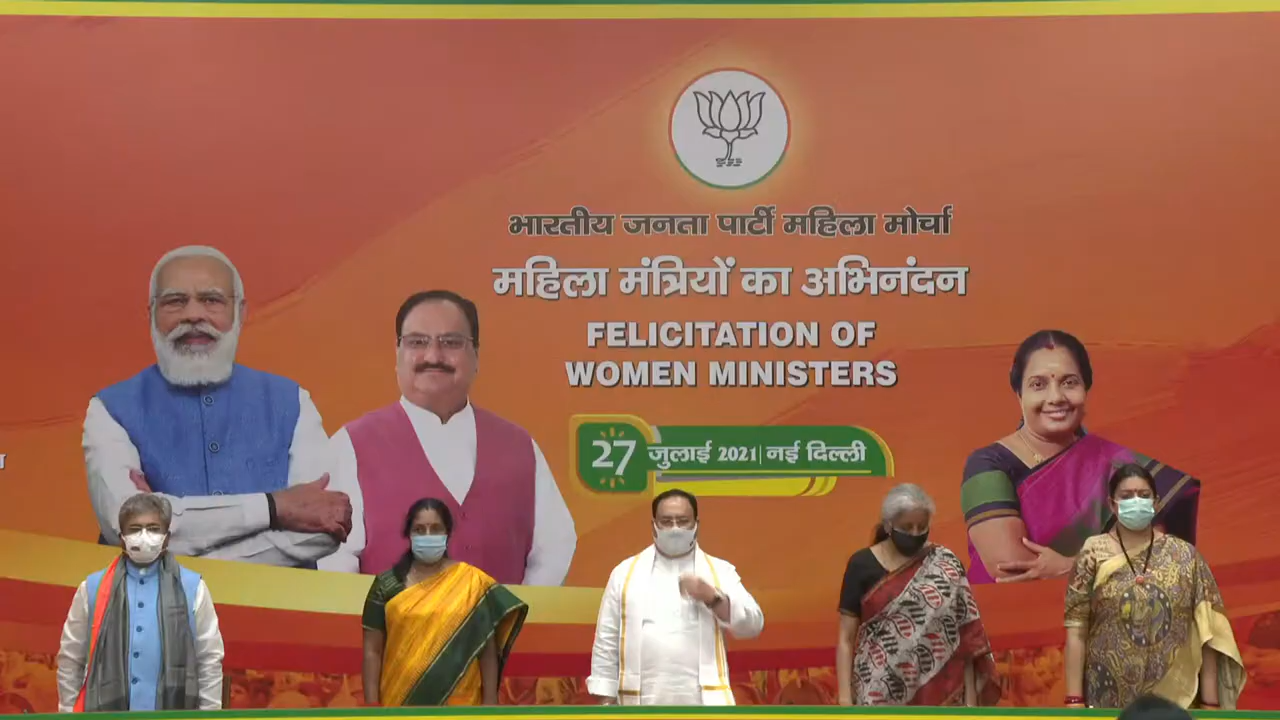 भारतीय जनता पार्टी महिला मोर्चा
महिला मंत्रियों का अभिनंदन
FELICITATION OF
WOMEN MINISTERS
27 जुलाई 2021 | नई दिल्ली